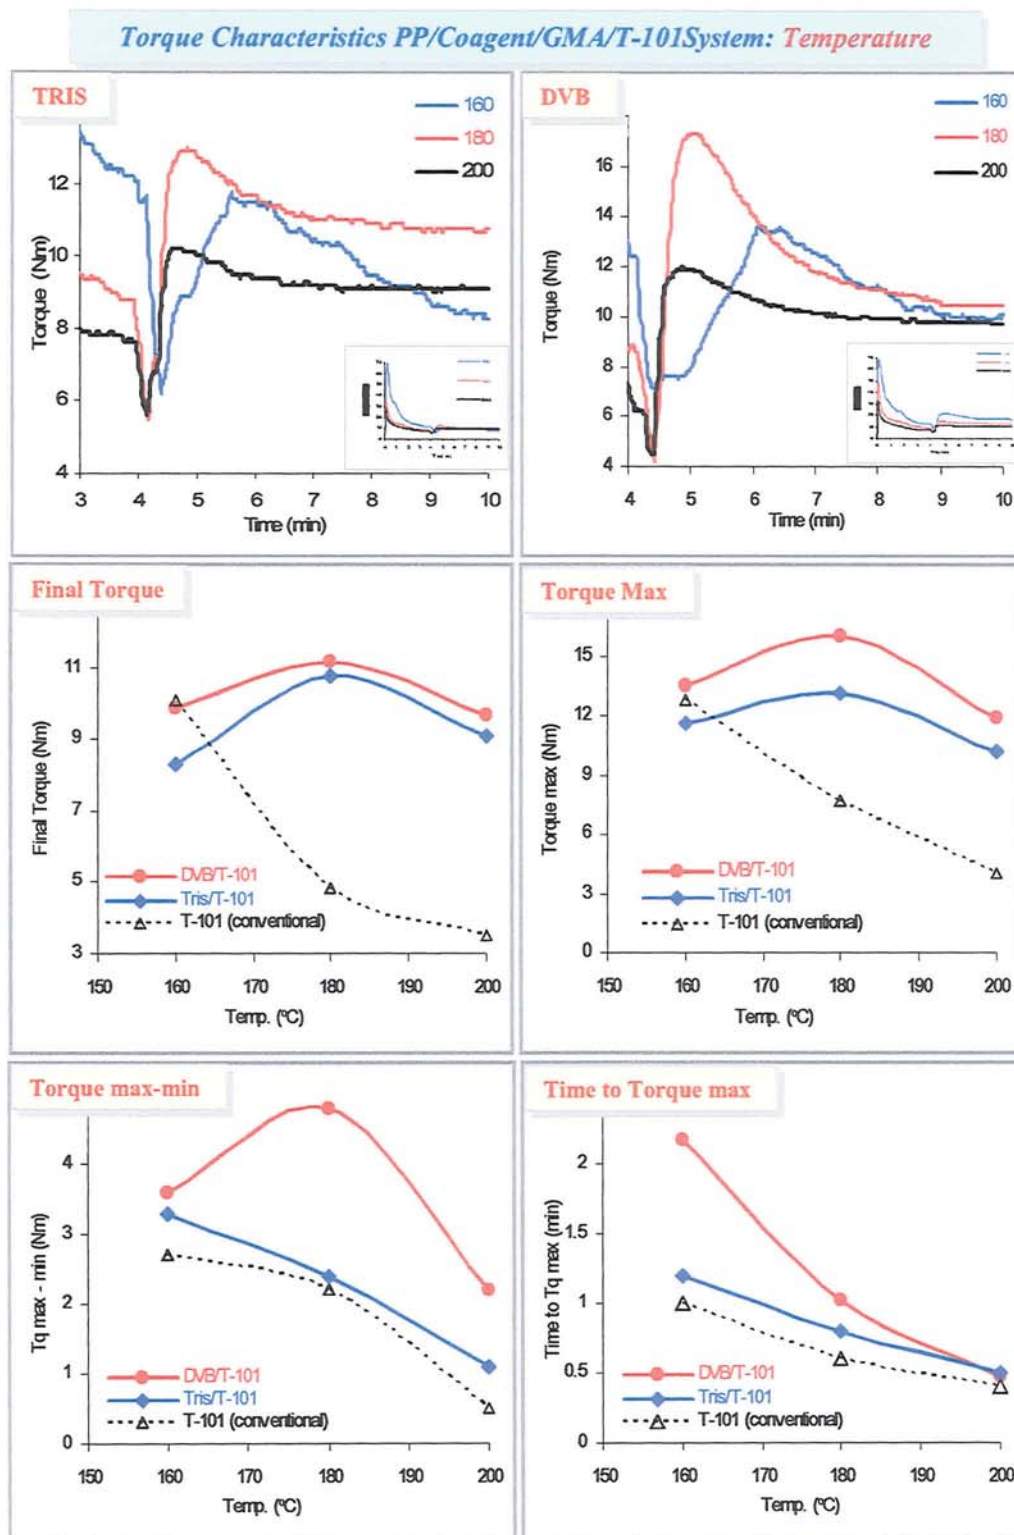 Torque Characteristics PP/Coagent/GMA/T-101System: Temperature
TRIS
160
180
200
12
10
8
6
4
Torque (Nm)
3 4 5 6 7 8 9 10
Time (min)
DVB
160
180
200
16
14
12
10
8
6
4
Torque (Nm)
4 5 6 7 8 9 10
Time (min)
Final Torque
11
9
7
5
3
Final Torque (Nm)
DVB/T-101
Tris/T-101
T-101 (conventional)
150 160 170 180 190 200
Temp. (ºC)
Torque Max
15
12
9
6
3
0
Torque max (Nm)
DVB/T-101
Tris/T-101
T-101 (conventional)
150 160 170 180 190 200
Temp. (ºC)
Torque max-min
4
3
2
1
0
Tq max - min (Nm)
DVB/T-101
Tris/T-101
T-101 (conventional)
150 160 170 180 190 200
Temp. (ºC)
Time to Torque max
2
1.5
1
0.5
0
Time to Tq max (min)
DVB/T-101
Tris/T-101
T-101 (conventional)
150 160 170 180 190 200
Temp. (ºC)